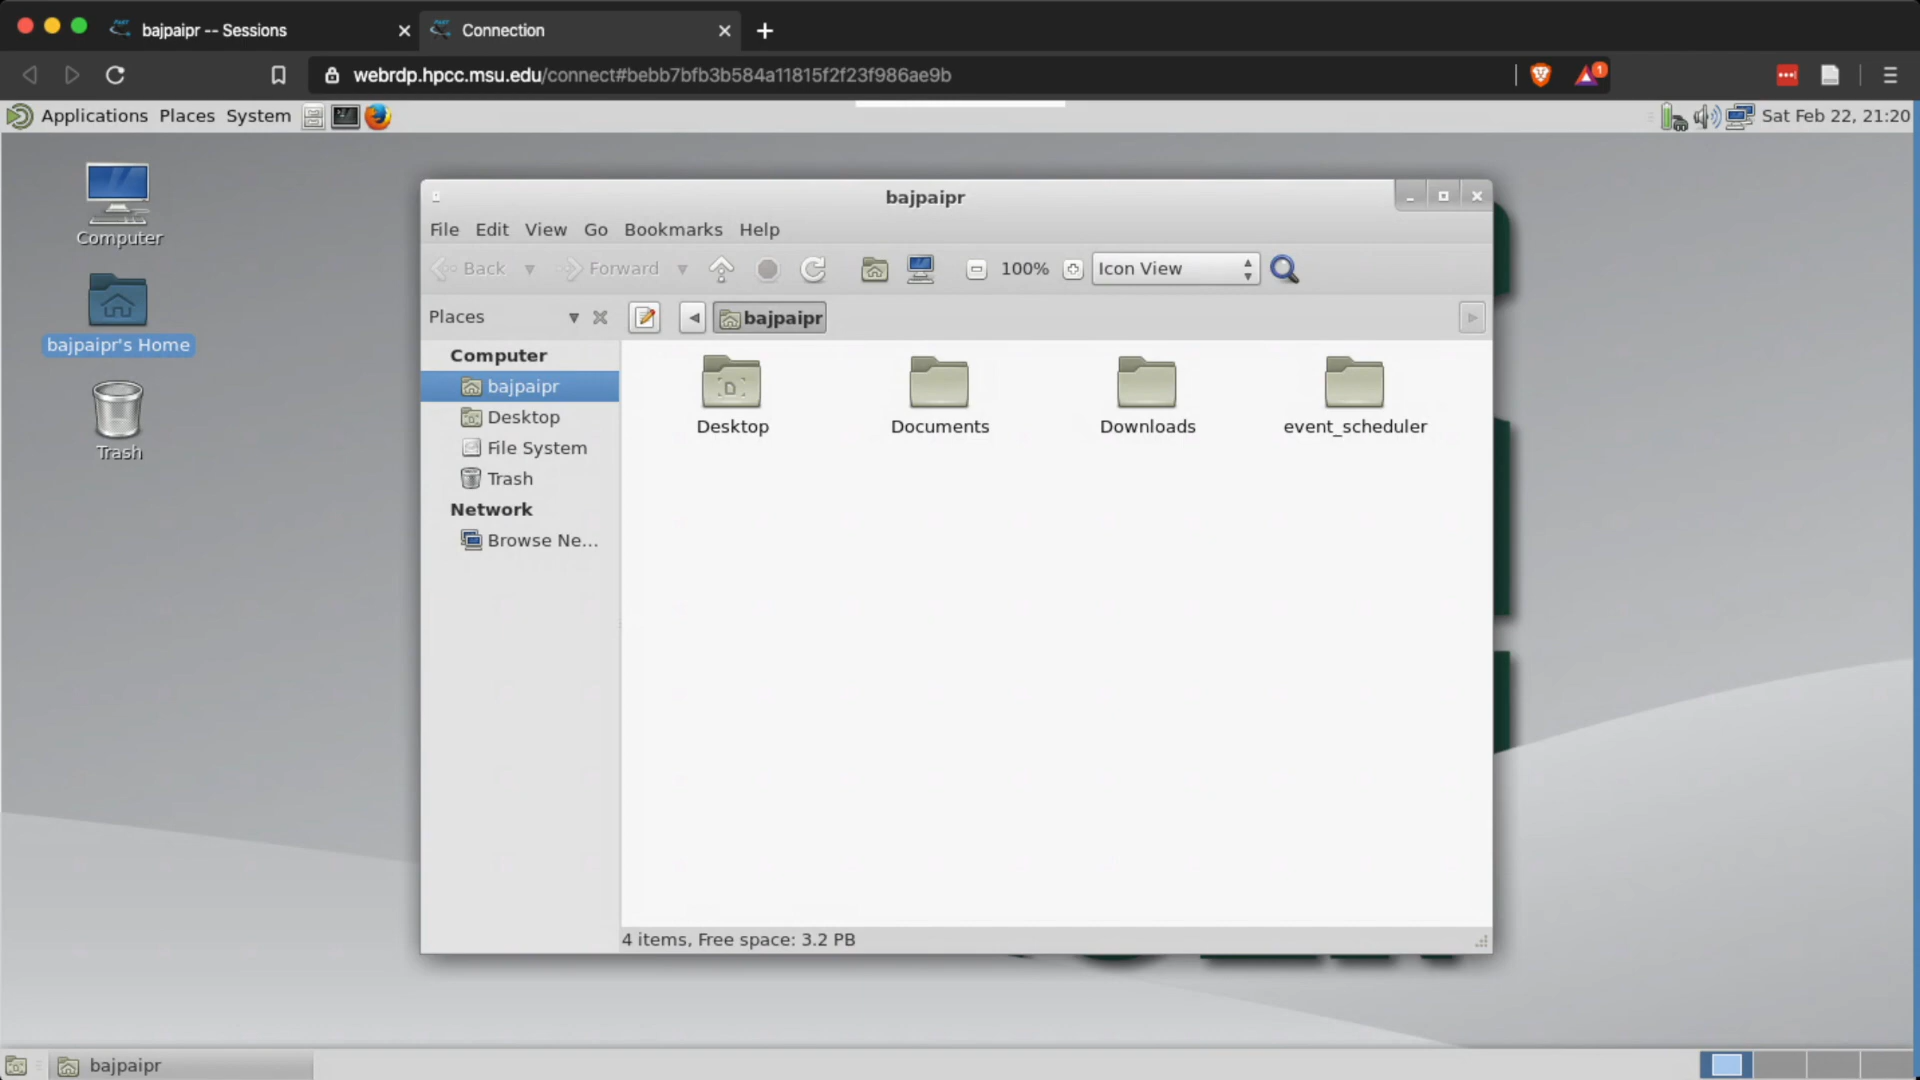 bajpaipr -- Sessions
Connection
webrdp.hpcc.msu.edu/connect#bebb7bfb3b584a11815f2f23f986ae9b
1
Applications Places System
Sat Feb 22, 21:20
Computer
bajpaipr's Home
Trash
bajpaipr
File Edit View Go Bookmarks Help
Back Forward 100% Icon View
Places
bajpaipr
Computer
bajpaipr
Desktop
File System
Trash
Network
Browse Ne...
Desktop
Documents
Downloads
event_scheduler
4 items, Free space: 3.2 PB
bajpaipr